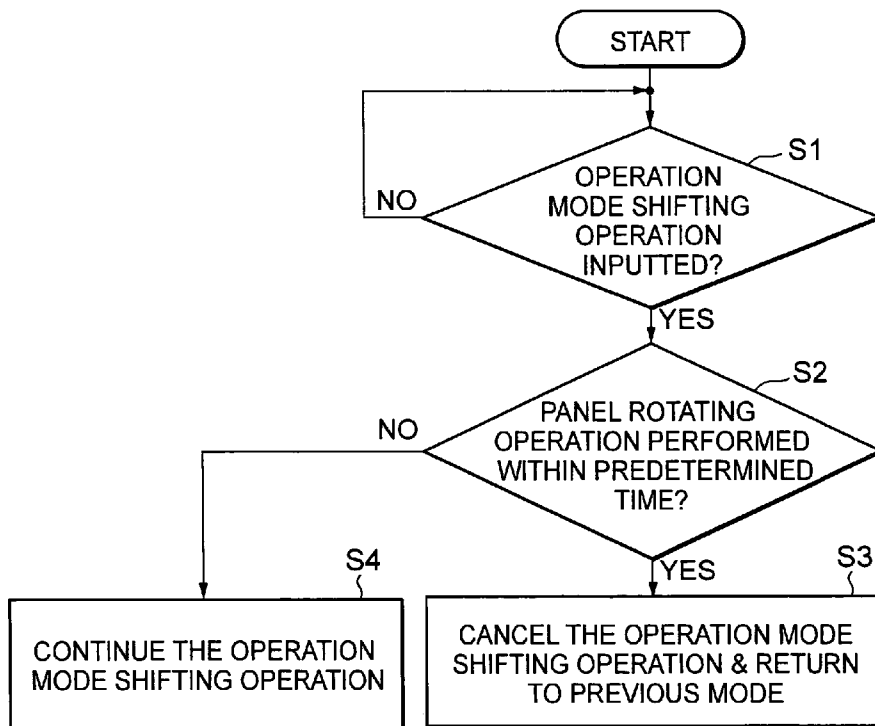 START
S1
OPERATION
MODE SHIFTING
OPERATION
INPUTTED?
NO
YES
S2
PANEL ROTATING
OPERATION PERFORMED
WITHIN PREDETERMINED
TIME?
NO
YES
S4
CONTINUE THE OPERATION
MODE SHIFTING OPERATION
S3
CANCEL THE OPERATION MODE
SHIFTING OPERATION & RETURN
TO PREVIOUS MODE